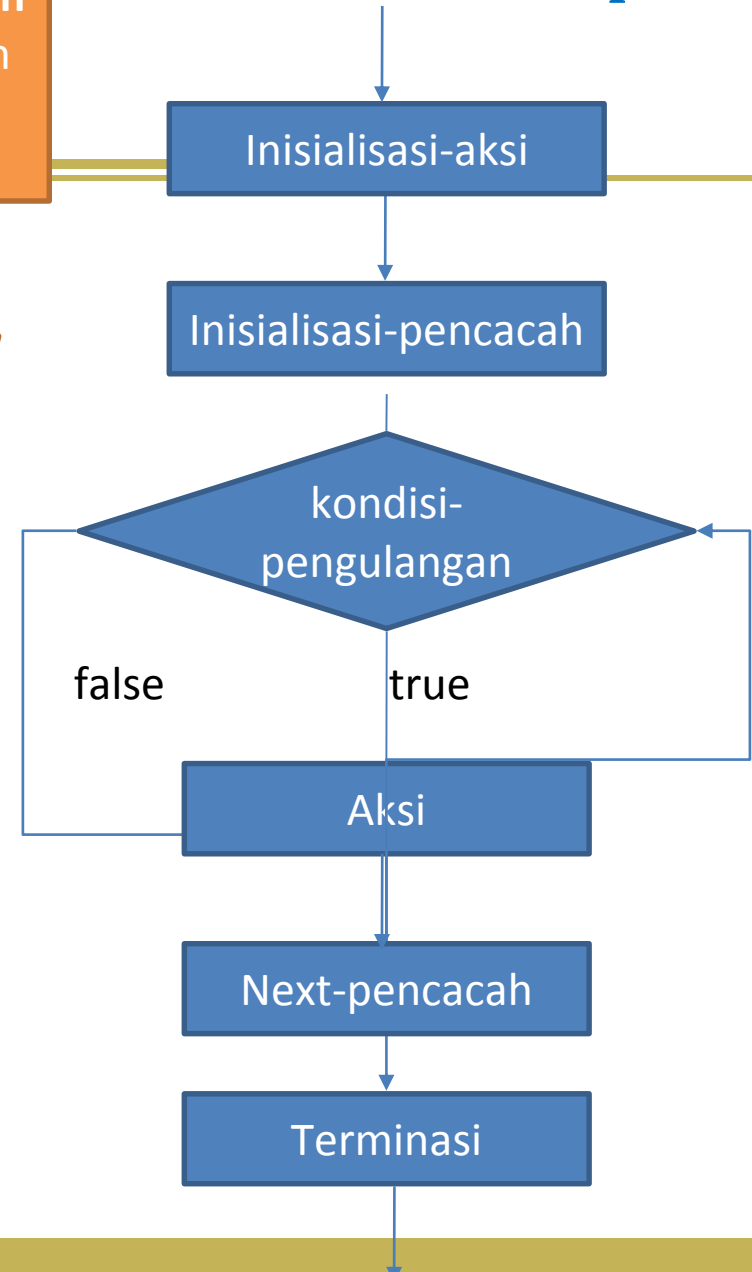 Inisialisasi-aksi
Inisialisasi-pencacah
kondisi-
pengulangan
false
true
Aksi
Next-pencacah
Terminasi